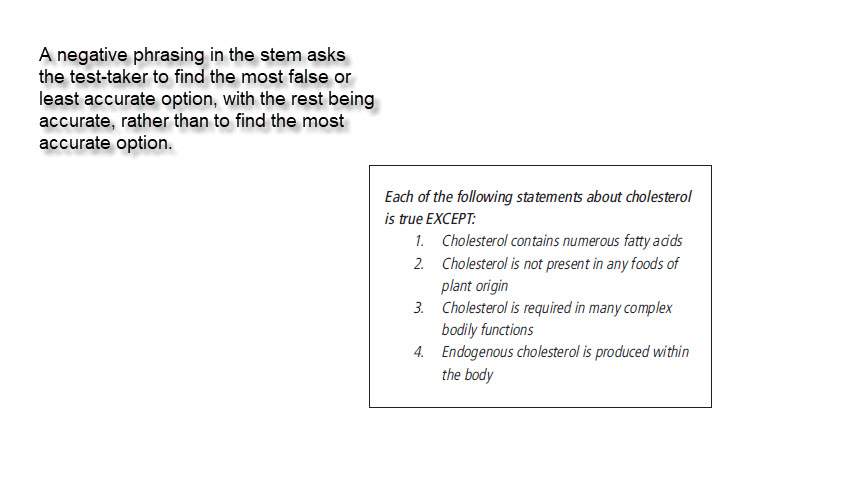 A negative phrasing in the stem asks
the test-taker to find the most false or
least accurate option, with the rest being
accurate, rather than to find the most
accurate option.
Each of the following statements about cholesterol
is true EXCEPT:
1. Cholesterol contains numerous fatty acids
2. Cholesterol is not present in any foods of
plant origin
3. Cholesterol is required in many complex
bodily functions
4. Endogenous cholesterol is produced within
the body